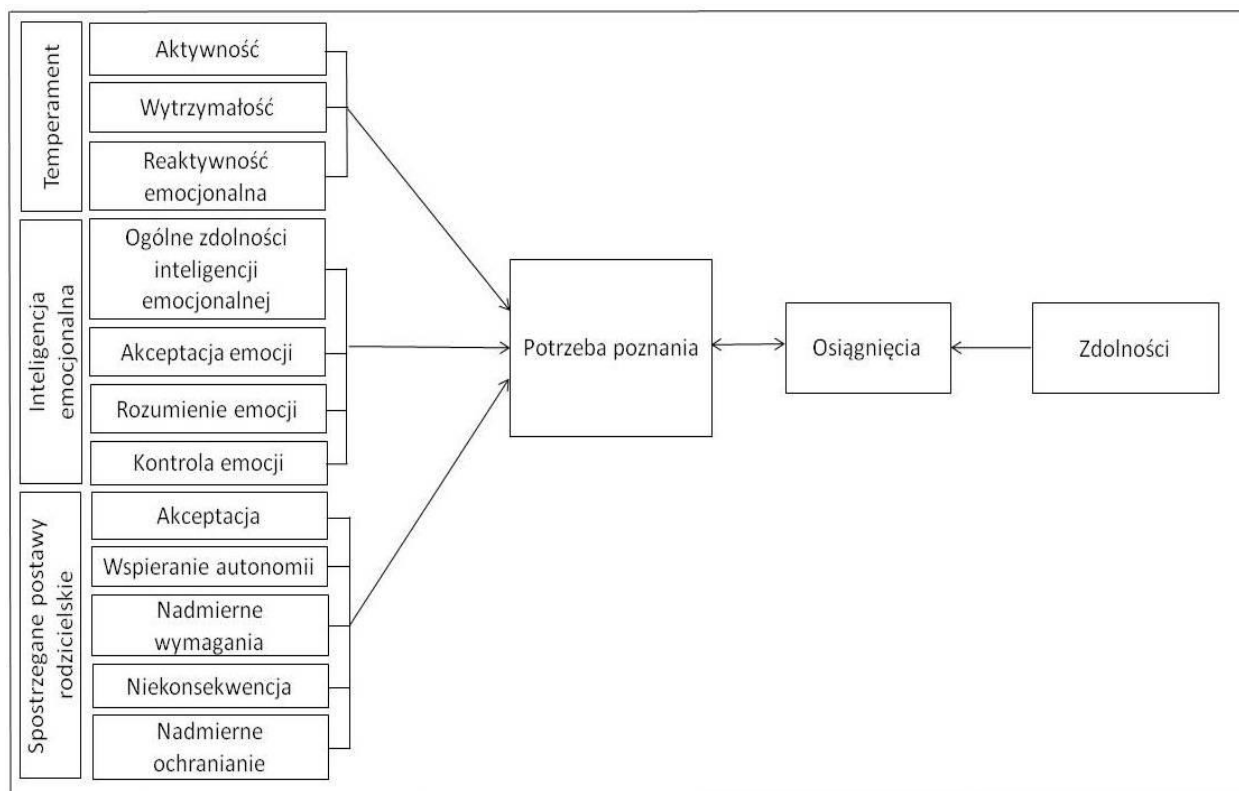 Temperament
Aktywność
Wytrzymałość
Reaktywność
emocjonalna
Inteligencja
emocjonalna
Ogólne zdolności
inteligencji
emocjonalnej
Akceptacja emocji
Rozumienie emocji
Kontrola emocji
Spostrzegane postawy
rodzicielskie
Akceptacja
Wspieranie autonomii
Nadmierne
wymagania
Niekonsekwencja
Nadmierne
ochranianie
Potrzeba poznania
Osiągnięcia
Zdolności